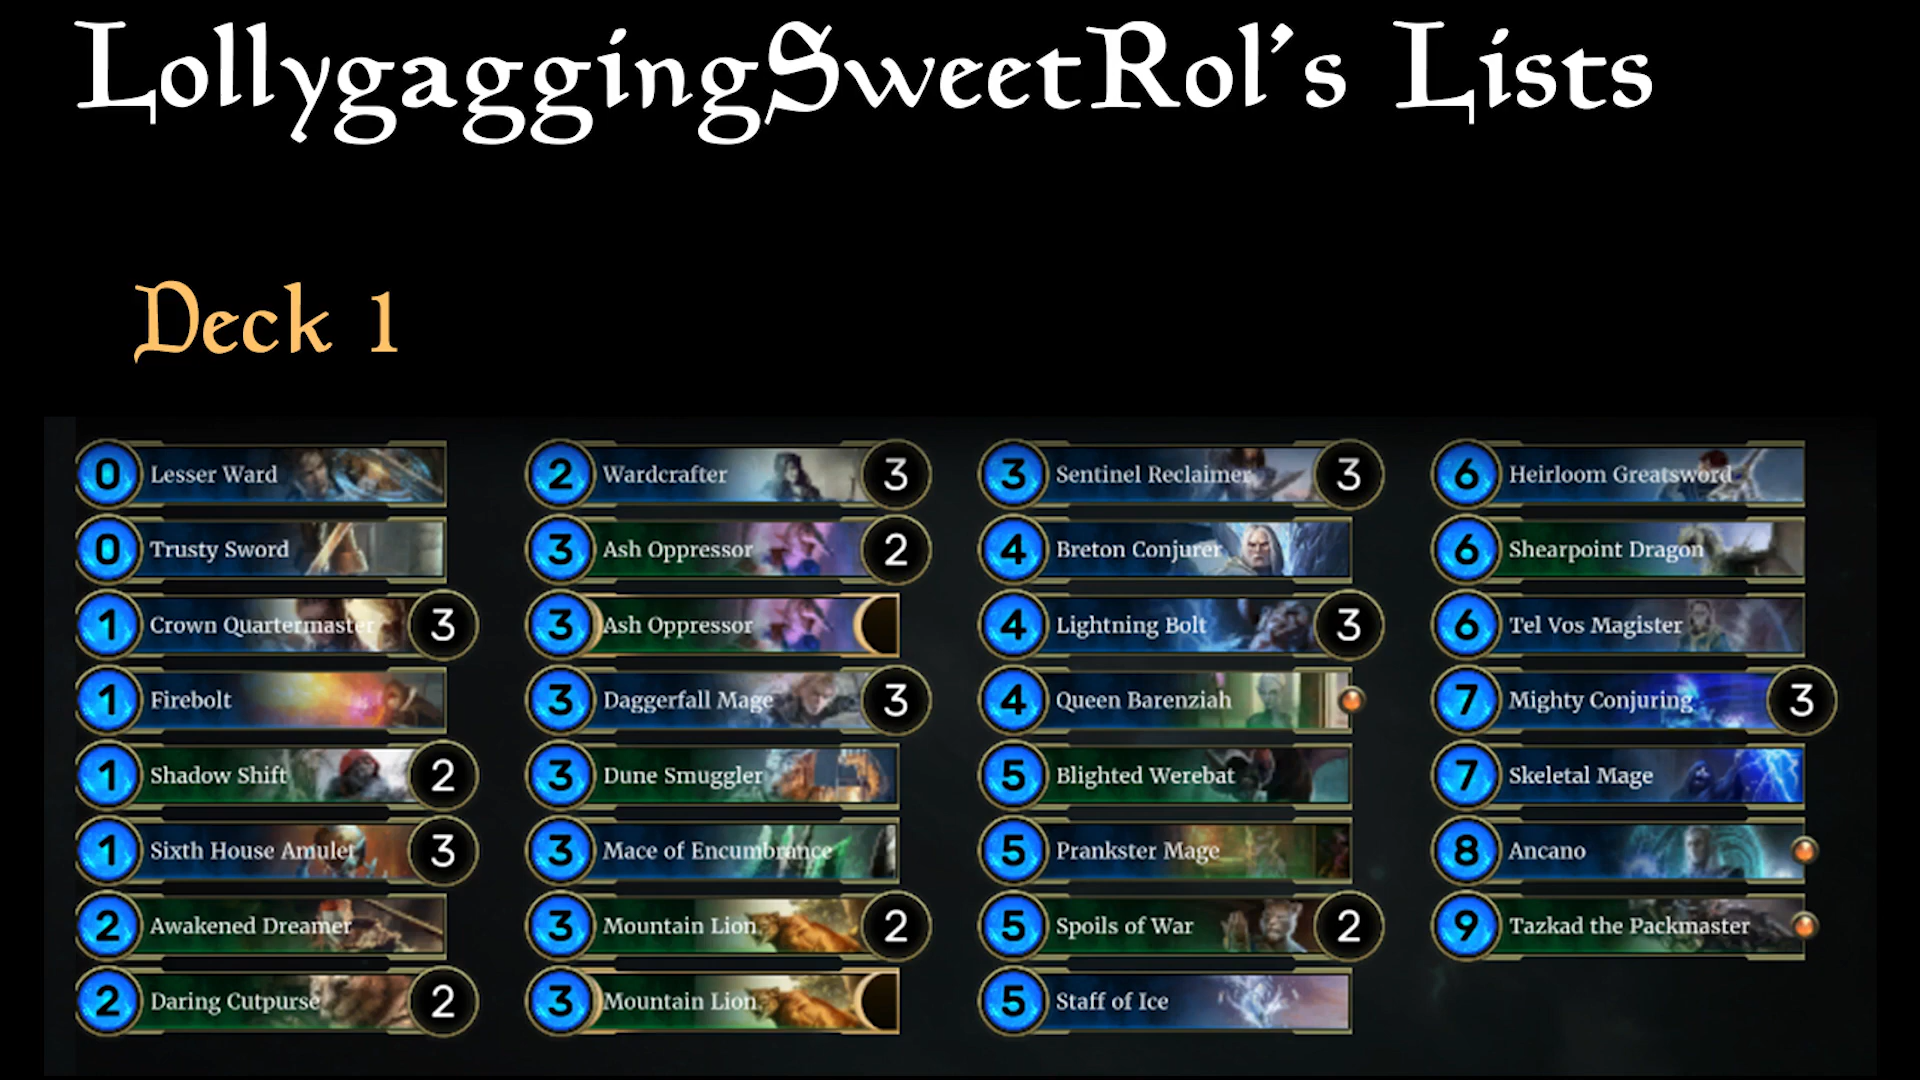 LollygaggingSweetRol's Lists
Deck 1
0 Lesser Ward
0 Trusty Sword
1 Crown Quartermaster 3
1 Firebolt
1 Shadow Shift 2
1 Sixth House Amulet 3
2 Awakened Dreamer
2 Daring Cutpurse 2
2 Wardcrafter 3
3 Ash Oppressor 2
3 Ash Oppressor
3 Daggerfall Mage 3
3 Dune Smuggler
3 Mace of Encumbrance
3 Mountain Lion 2
3 Mountain Lion
3 Sentinel Reclaimer 3
4 Breton Conjurer
4 Lightning Bolt 3
4 Queen Barenziah
5 Blighted Werebat
5 Prankster Mage
5 Spoils of War 2
5 Staff of Ice
6 Heirloom Greatsword
6 Shearpoint Dragon
6 Tel Vos Magister
7 Mighty Conjuring 3
7 Skeletal Mage
8 Ancano
9 Tazkad the Packmaster